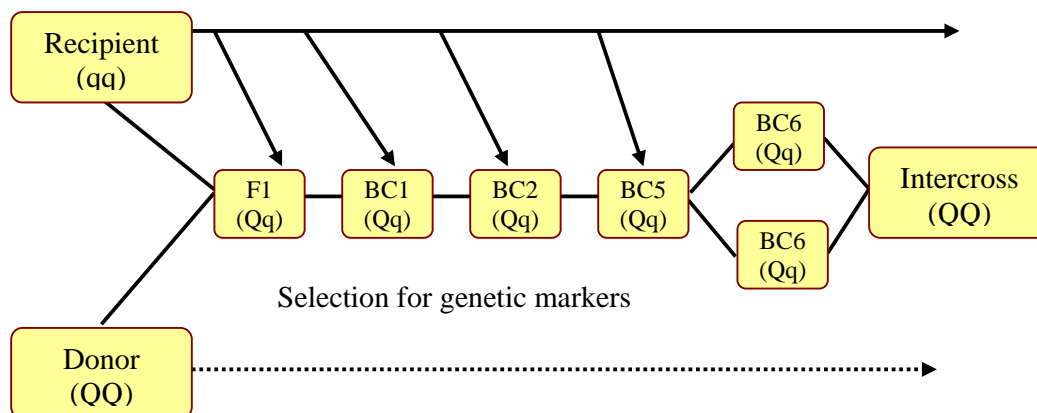 Recipient
(qq)
F1
(Qq)
BC1
(Qq)
BC2
(Qq)
BC5
(Qq)
BC6
(Qq)
BC6
(Qq)
Intercross
(QQ)
Selection for genetic markers
Donor
(QQ)